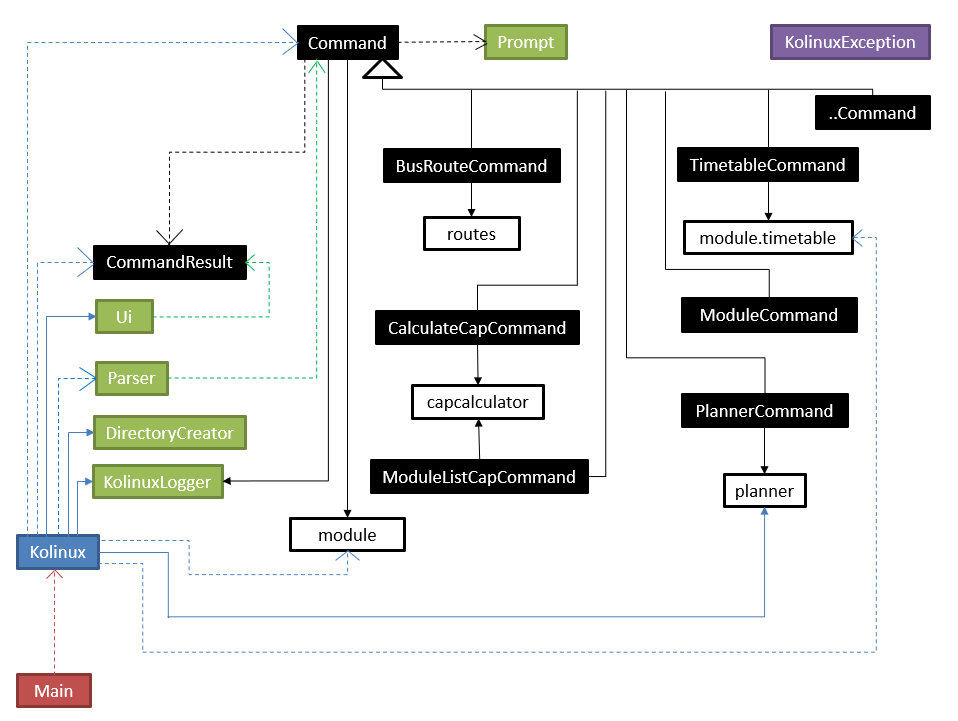 Command
Prompt
KolinuxException
..Command
BusRouteCommand
TimetableCommand
routes
module.timetable
CommandResult
Ui
ModuleCommand
CalculateCapCommand
Parser
capcalculator
PlannerCommand
DirectoryCreator
KolinuxLogger
ModuleListCapCommand
planner
module
Kolinux
Main